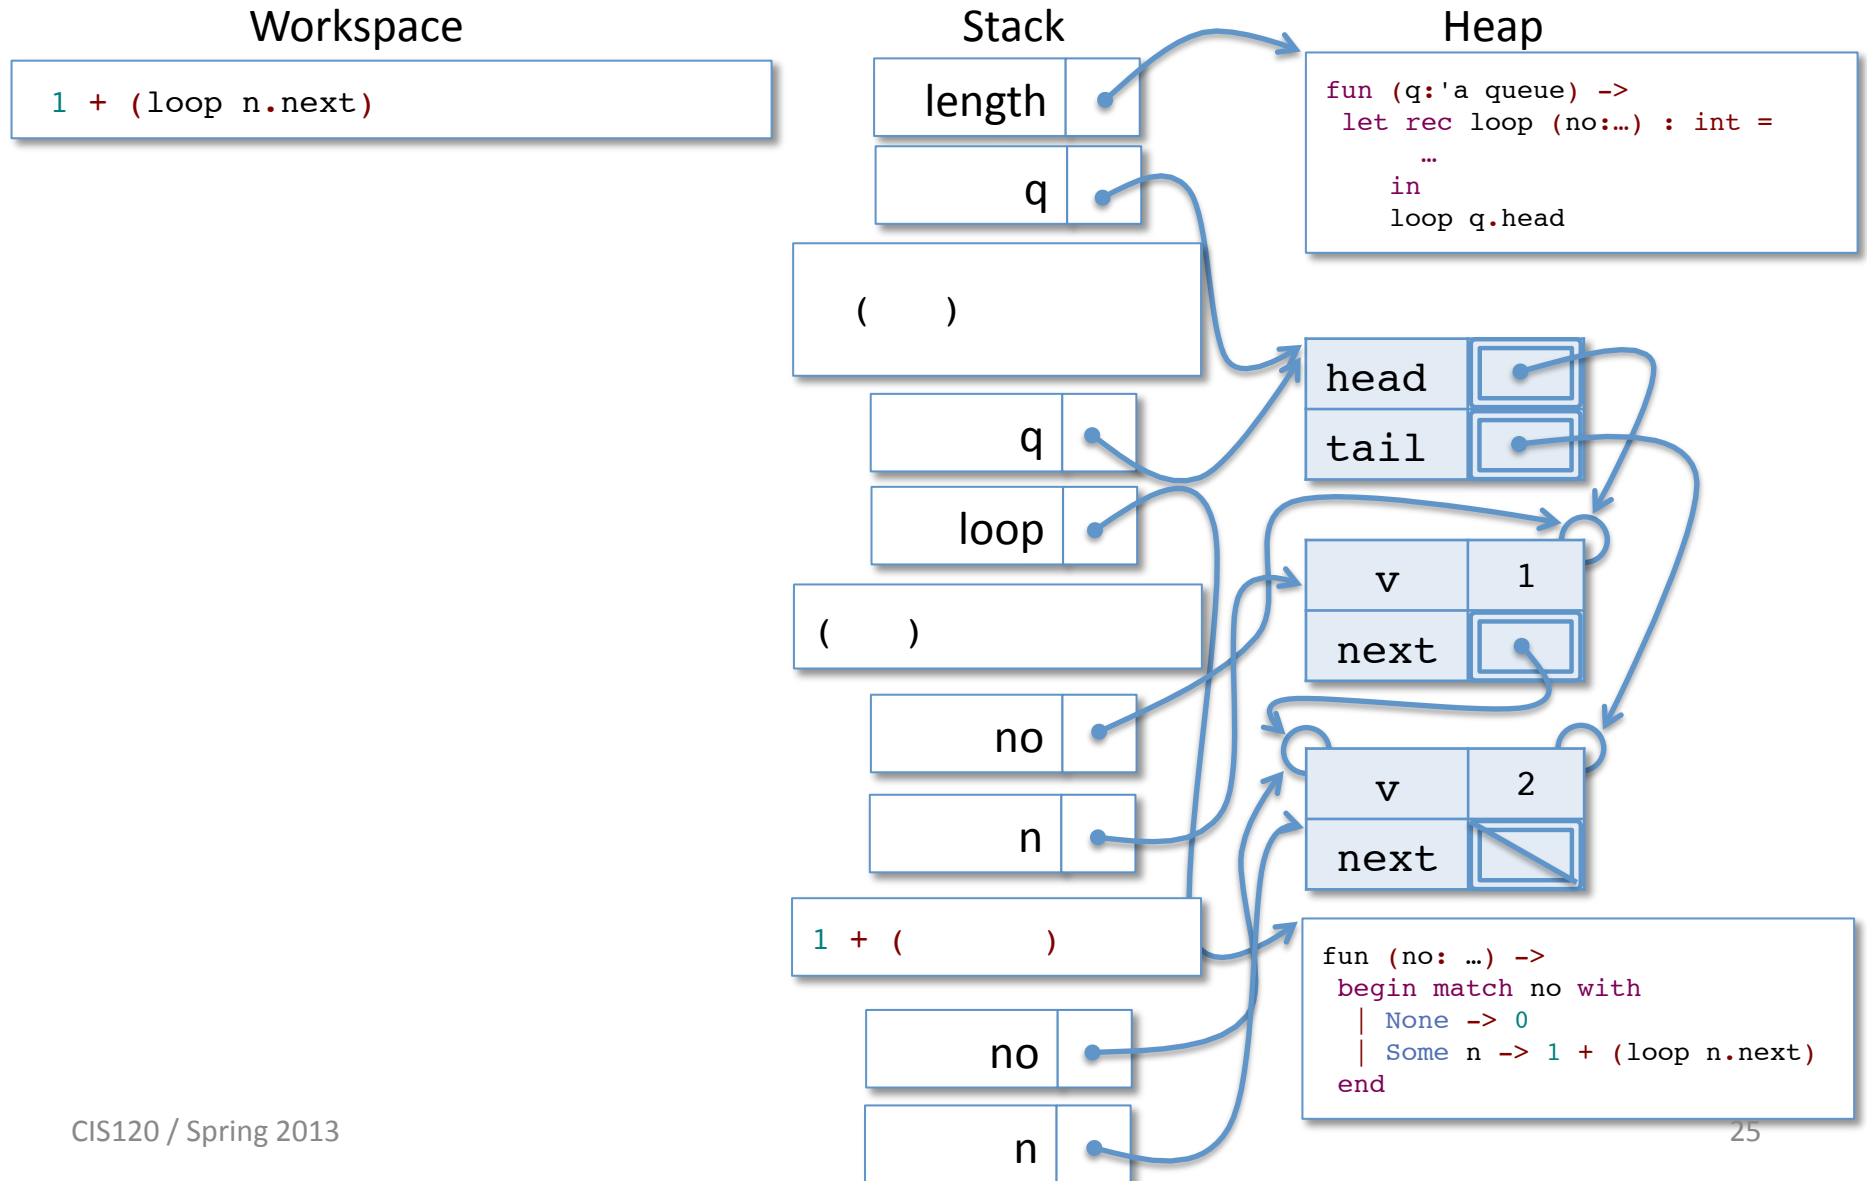 Workspace
Stack
Heap
1 + (loop n.next)
length
q
( )
q
loop
( )
no
n
1 + ( )
no
n
fun (q:'a queue) ->
let rec loop (no:…) : int =
…
in
loop q.head
head
tail
v 1
next
v 2
next
fun (no: …) ->
begin match no with
| None -> 0
| Some n -> 1 + (loop n.next)
end
CIS120 / Spring 2013
25